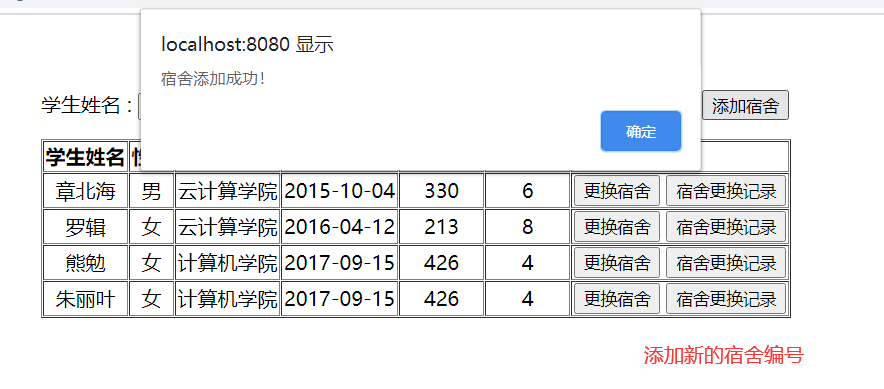 localhost:8080 显示
宿舍添加成功！
确定
学生姓名： 添加宿舍
学生姓名
章北海 男 云计算学院 2015-10-04 330 6 更换宿舍 宿舍更换记录
罗辑 女 云计算学院 2016-04-12 213 8 更换宿舍 宿舍更换记录
熊勉 女 计算机学院 2017-09-15 426 4 更换宿舍 宿舍更换记录
朱丽叶 女 计算机学院 2017-09-15 426 4 更换宿舍 宿舍更换记录
添加新的宿舍编号